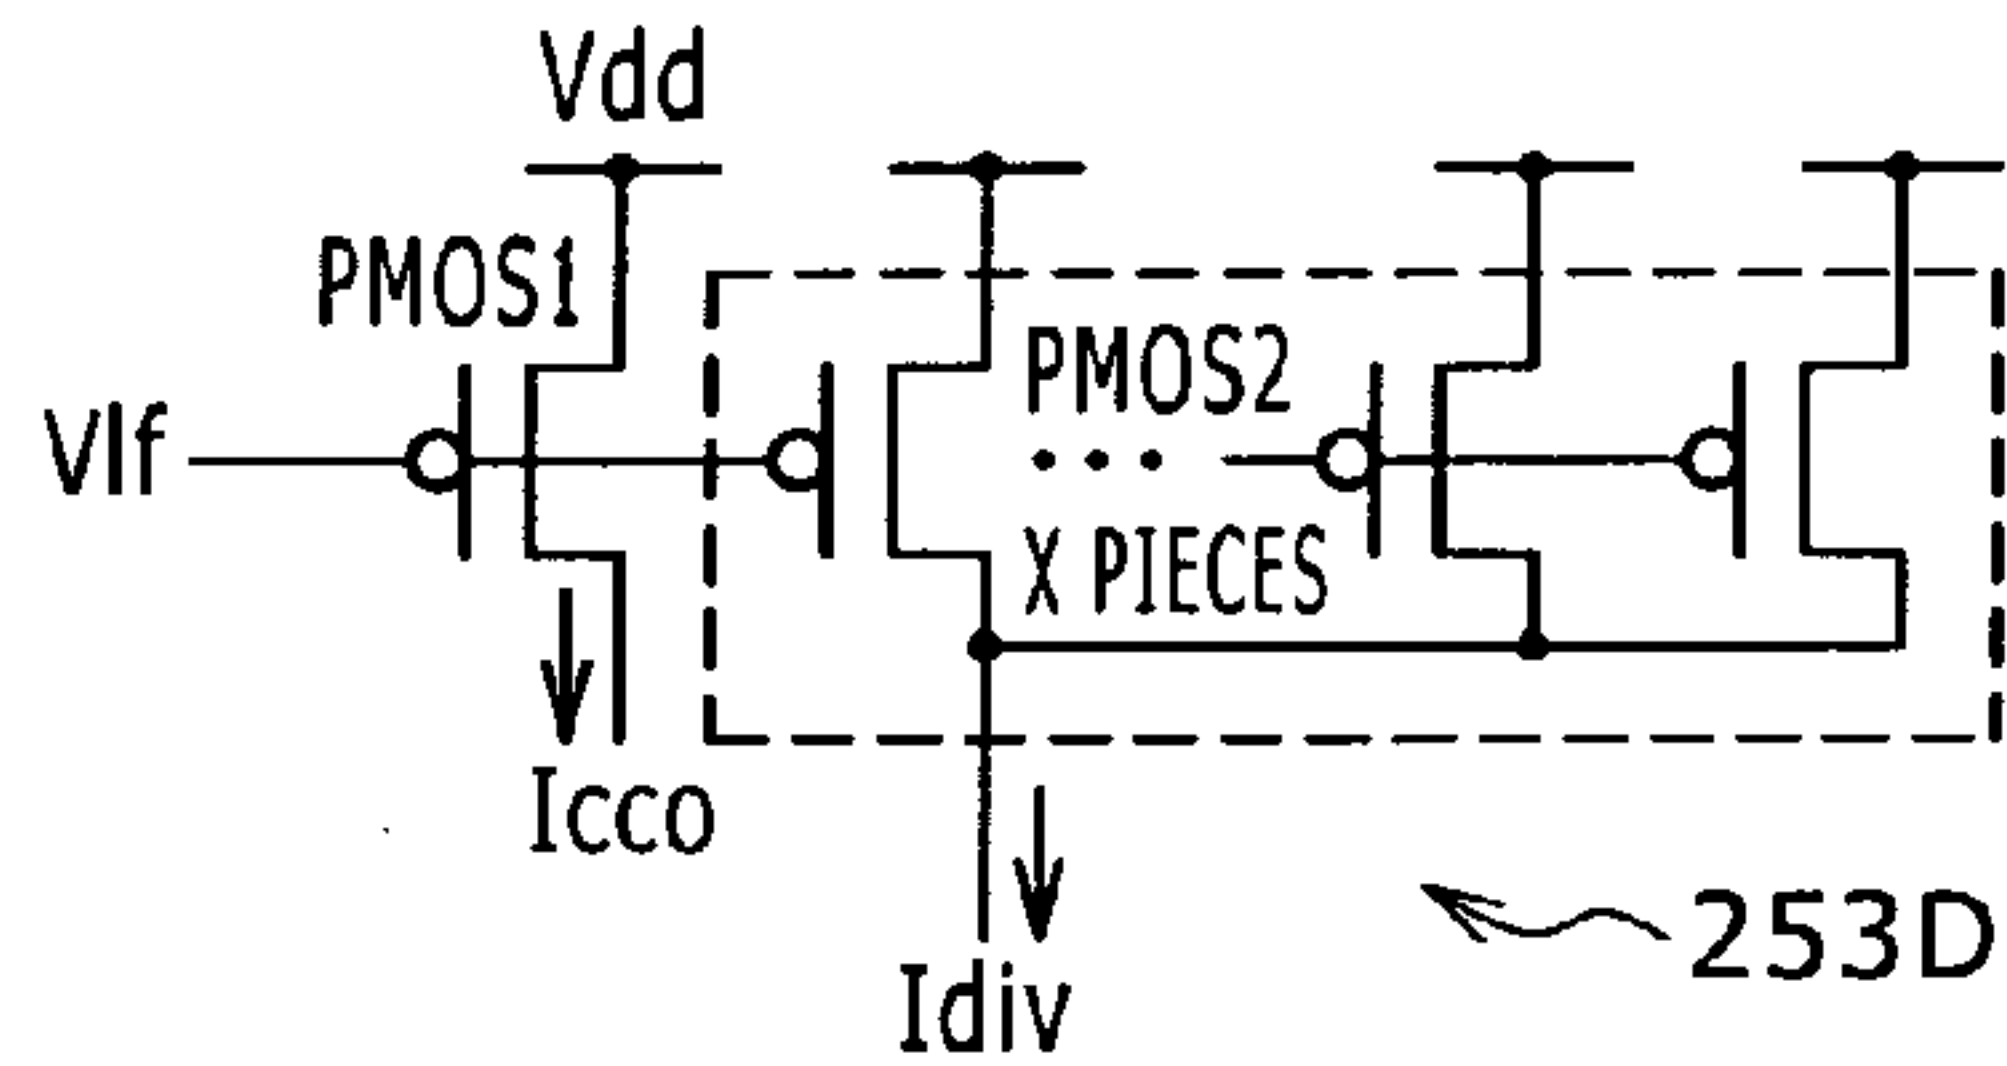 Vdd
PMOS1
PMOS2
Vlf
• • •
X PIECES
Icco
253D
Idiv